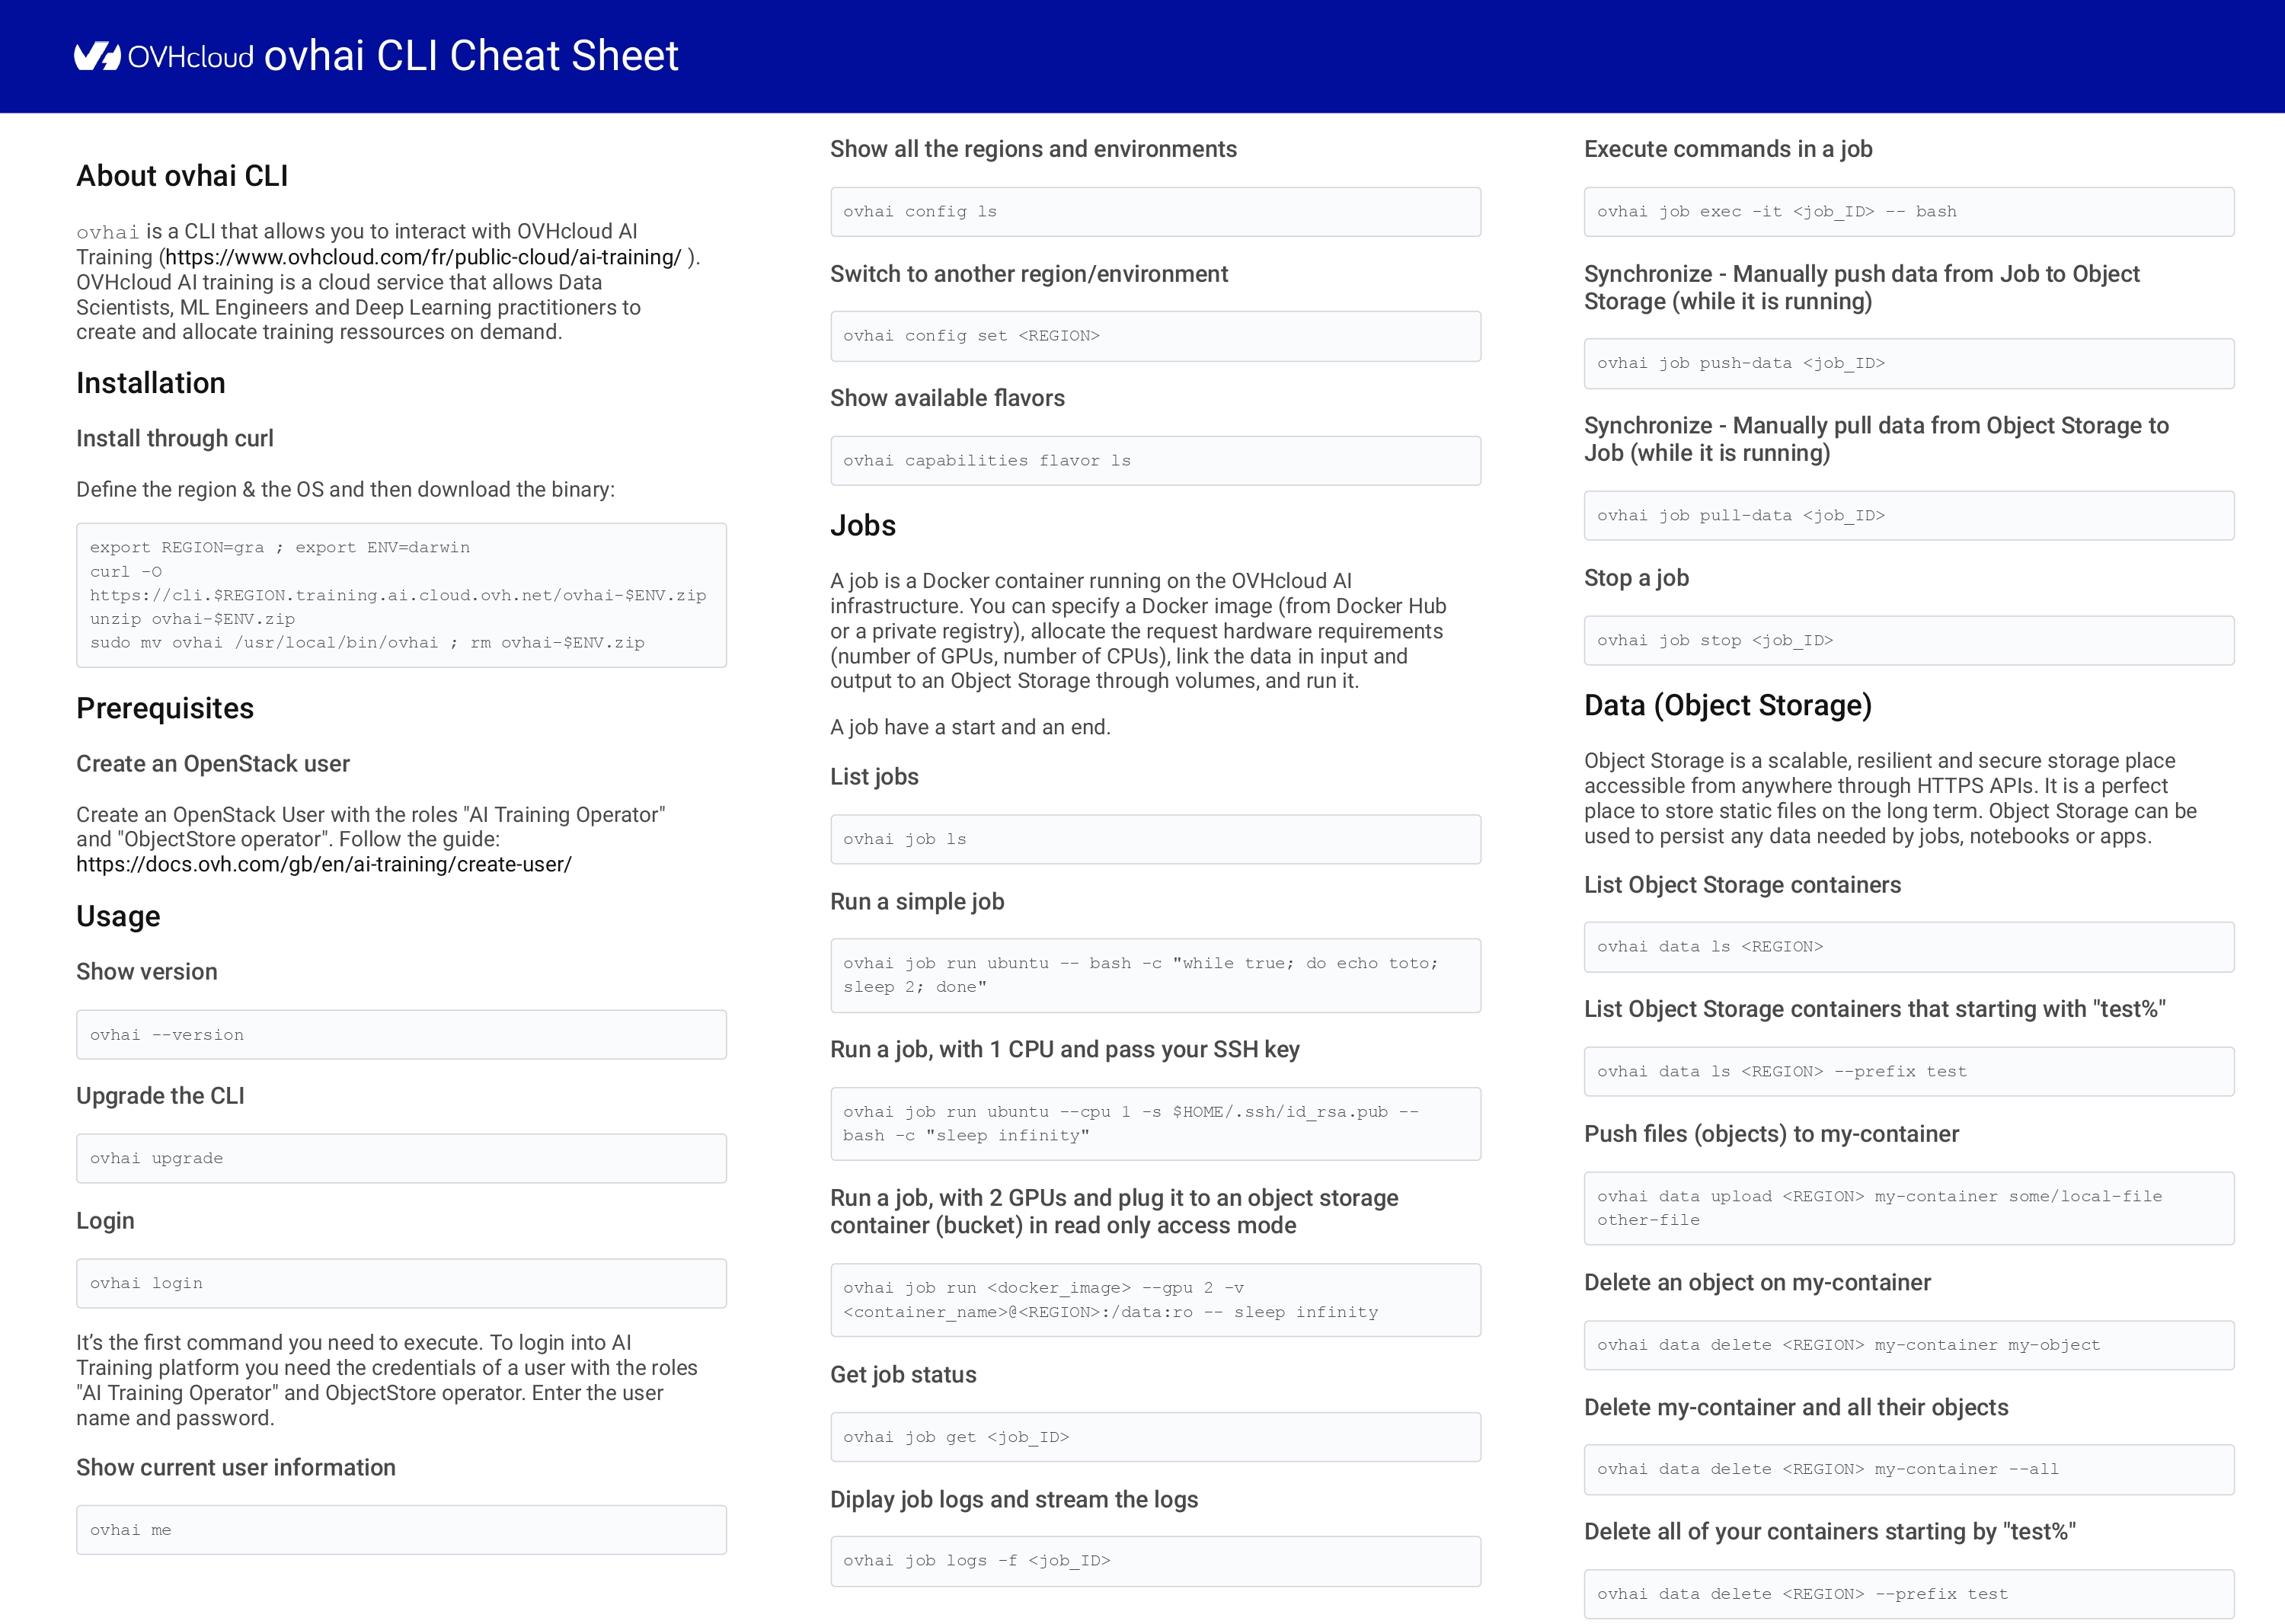 OVHcloud ovhai CLI Cheat Sheet
About ovhai CLI
ovhai is a CLI that allows you to interact with OVHcloud AI
Training (https://www.ovhcloud.com/fr/public-cloud/ai-training/ ).
OVHcloud AI training is a cloud service that allows Data
Scientists, ML Engineers and Deep Learning practitioners to
create and allocate training ressources on demand.
Installation
Install through curl
Define the region & the OS and then download the binary:
export REGION=gra ; export ENV=darwin
curl -O
https://cli.$REGION.training.ai.cloud.ovh.net/ovhai-$ENV.zip
unzip ovhai-$ENV.zip
sudo mv ovhai /usr/local/bin/ovhai ; rm ovhai-$ENV.zip
Prerequisites
Create an OpenStack user
Create an OpenStack User with the roles "AI Training Operator"
and "ObjectStore operator". Follow the guide:
https://docs.ovh.com/gb/en/ai-training/create-user/
Usage
Show version
ovhai --version
Upgrade the CLI
ovhai upgrade
Login
ovhai login
It’s the first command you need to execute. To login into AI
Training platform you need the credentials of a user with the roles
"AI Training Operator" and ObjectStore operator. Enter the user
name and password.
Show current user information
ovhai me
Show all the regions and environments
ovhai config ls
Switch to another region/environment
ovhai config set <REGION>
Show available flavors
ovhai capabilities flavor ls
Jobs
A job is a Docker container running on the OVHcloud AI
infrastructure. You can specify a Docker image (from Docker Hub
or a private registry), allocate the request hardware requirements
(number of GPUs, number of CPUs), link the data in input and
output to an Object Storage through volumes, and run it.
A job have a start and an end.
List jobs
ovhai job ls
Run a simple job
ovhai job run ubuntu -- bash -c "while true; do echo toto;
sleep 2; done"
Run a job, with 1 CPU and pass your SSH key
ovhai job run ubuntu --cpu 1 -s $HOME/.ssh/id_rsa.pub --
bash -c "sleep infinity"
Run a job, with 2 GPUs and plug it to an object storage
container (bucket) in read only access mode
ovhai job run <docker_image> --gpu 2 -v
<container_name>@<REGION>:/data:ro -- sleep infinity
Get job status
ovhai job get <job_ID>
Diplay job logs and stream the logs
ovhai job logs -f <job_ID>
Execute commands in a job
ovhai job exec -it <job_ID> -- bash
Synchronize - Manually push data from Job to Object
Storage (while it is running)
ovhai job push-data <job_ID>
Synchronize - Manually pull data from Object Storage to
Job (while it is running)
ovhai job pull-data <job_ID>
Stop a job
ovhai job stop <job_ID>
Data (Object Storage)
Object Storage is a scalable, resilient and secure storage place
accessible from anywhere through HTTPS APIs. It is a perfect
place to store static files on the long term. Object Storage can be
used to persist any data needed by jobs, notebooks or apps.
List Object Storage containers
ovhai data ls <REGION>
List Object Storage containers that starting with "test%"
ovhai data ls <REGION> --prefix test
Push files (objects) to my-container
ovhai data upload <REGION> my-container some/local-file
other-file
Delete an object on my-container
ovhai data delete <REGION> my-container my-object
Delete my-container and all their objects
ovhai data delete <REGION> my-container --all
Delete all of your containers starting by "test%"
ovhai data delete <REGION> --prefix test